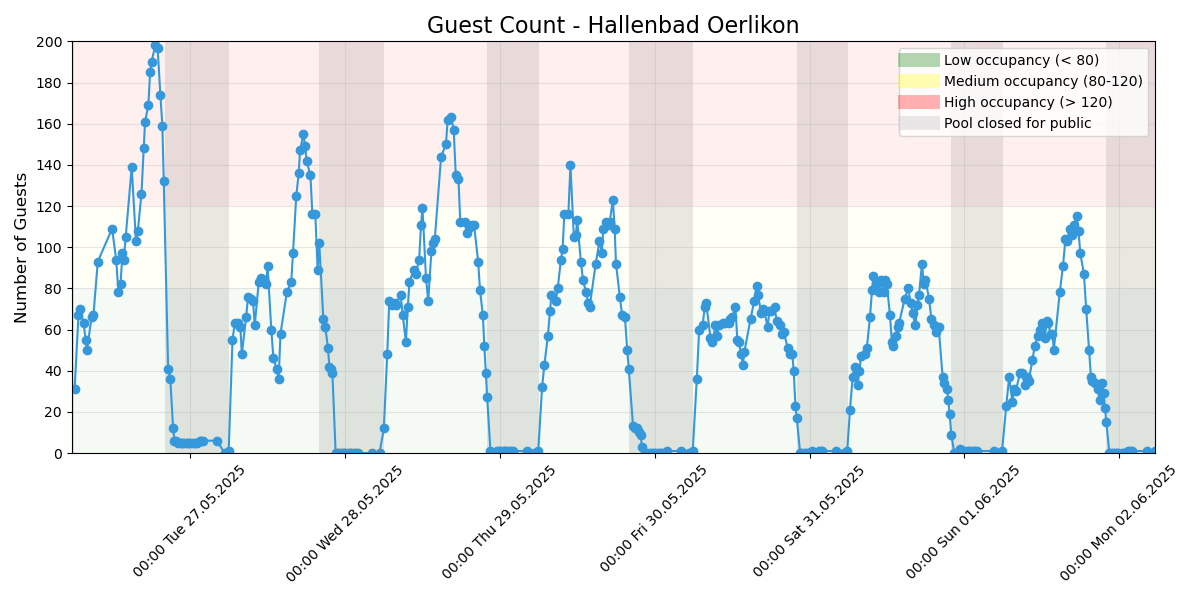 Guest Count - Hallenbad Oerlikon
Number of Guests
200
180
160
140
120
100
80
60
40
20
0
Low occupancy (< 80)
Medium occupancy (80-120)
High occupancy (> 120)
Pool closed for public
00:00 Tue 27.05.2025
00:00 Wed 28.05.2025
00:00 Thu 29.05.2025
00:00 Fri 30.05.2025
00:00 Sat 31.05.2025
00:00 Sun 01.06.2025
00:00 Mon 02.06.2025